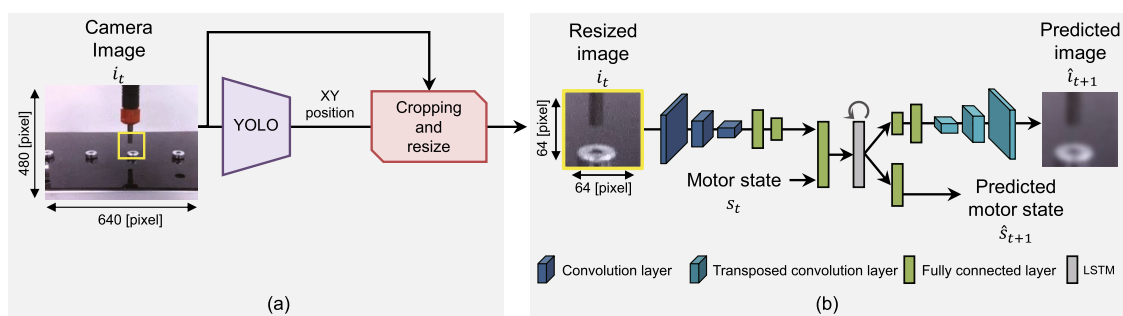 Camera
Image
i_t
480 [pixel]
640 [pixel]
YOLO
XY
position
Cropping
and
resize
(a)
Resized
image
i_t
64 [pixel]
64 [pixel]
Motor state
s_t
Predicted
image
î_{t+1}
Predicted
motor state
ŝ_{t+1}
Convolution layer
Transposed convolution layer
Fully connected layer
LSTM
(b)